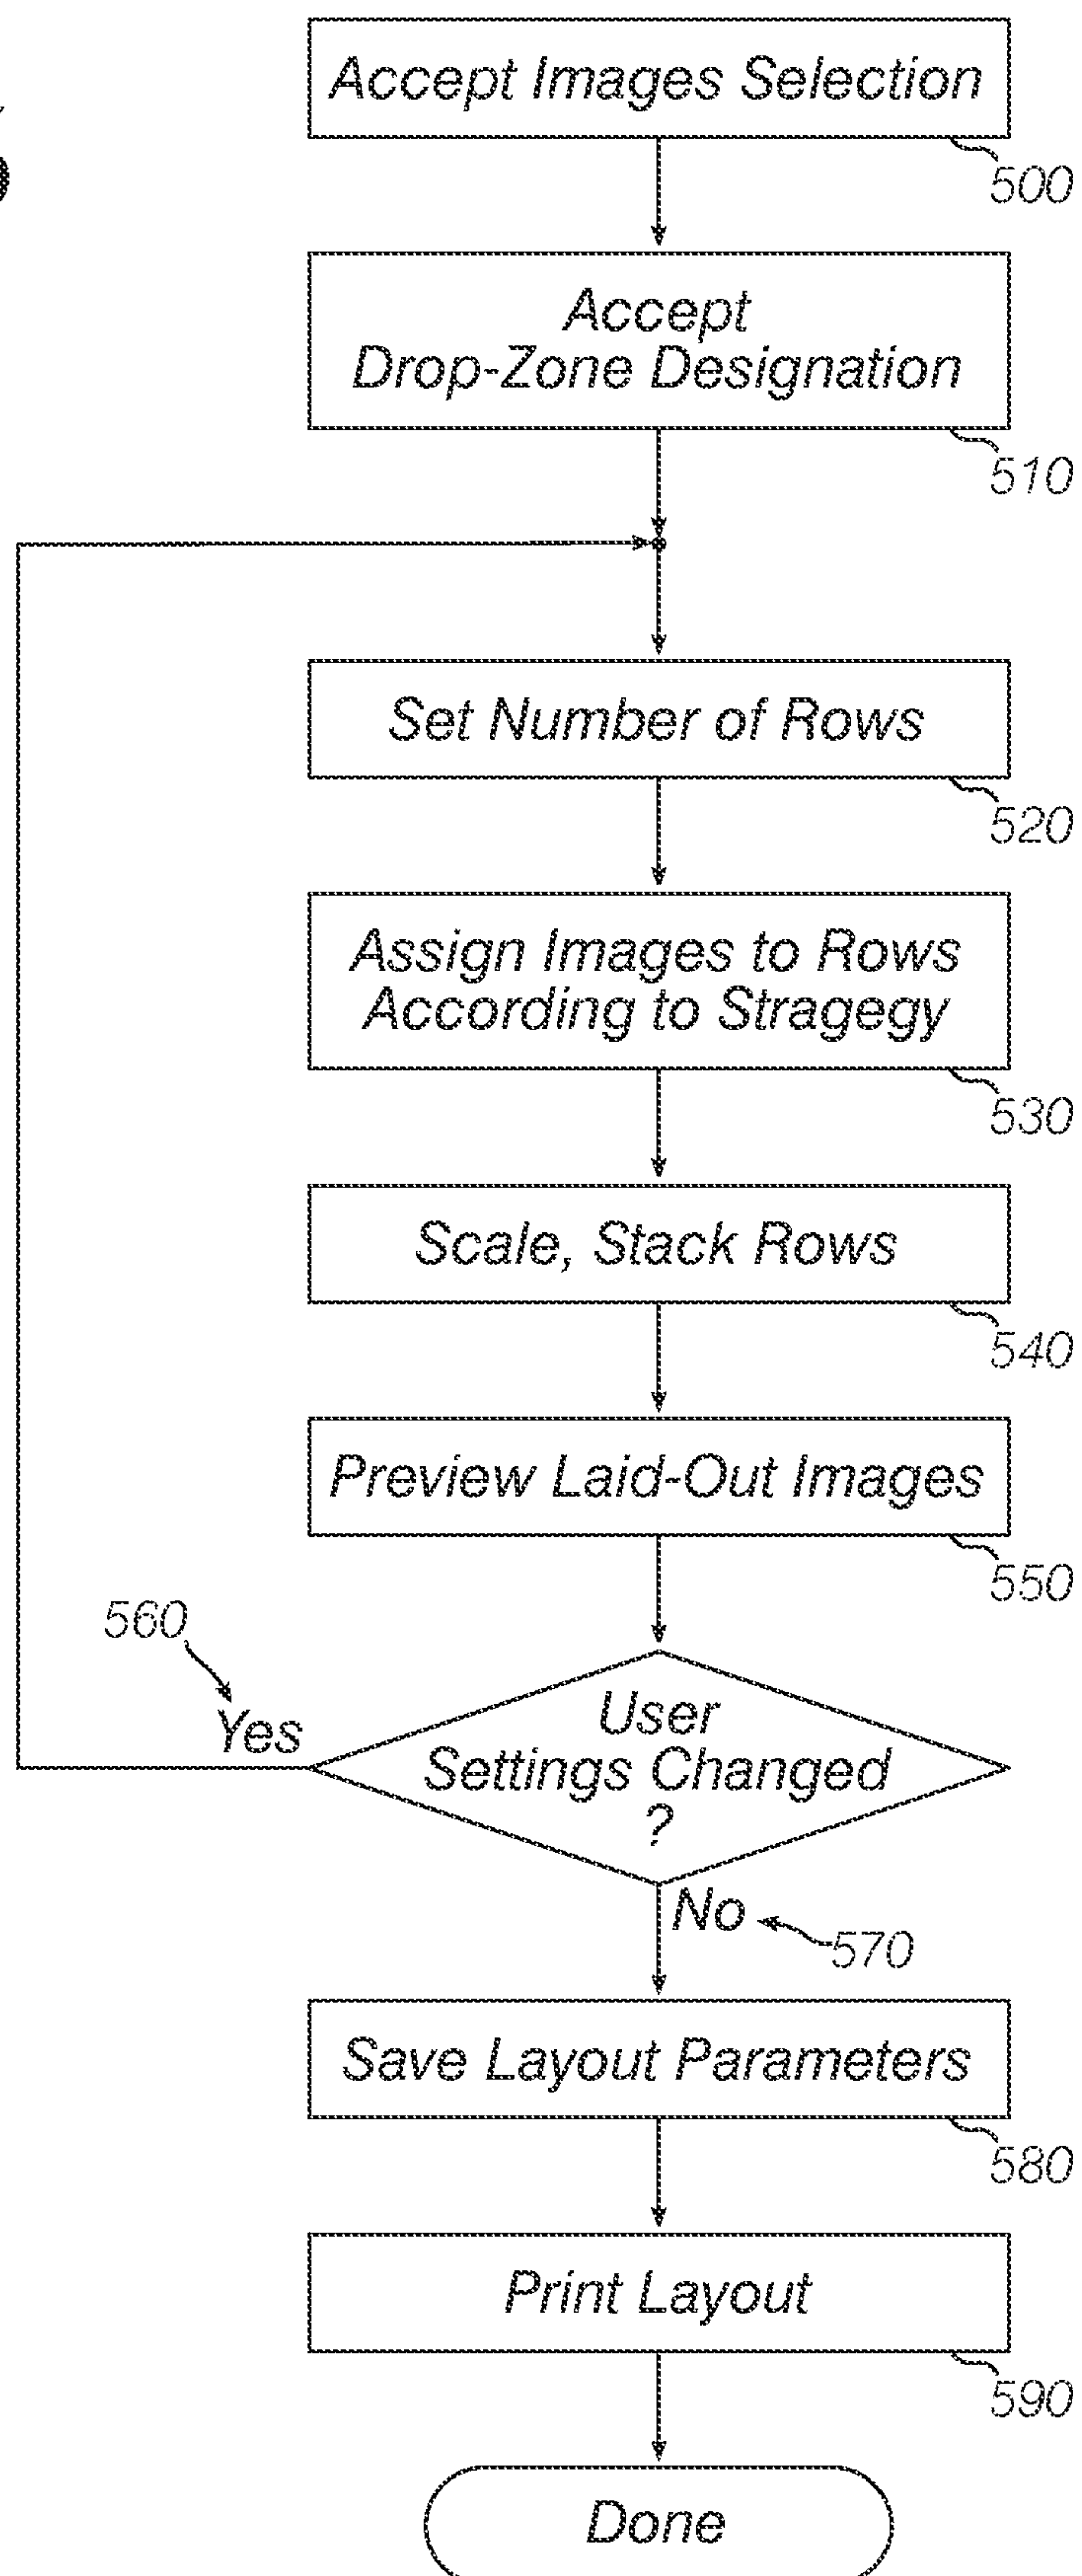 Accept Images Selection
500
Accept
Drop-Zone Designation
510
Set Number of Rows
520
Assign Images to Rows
According to Stragegy
530
Scale, Stack Rows
540
Preview Laid-Out Images
550
560
Yes
User
Settings Changed
?
No
570
Save Layout Parameters
580
Print Layout
590
Done